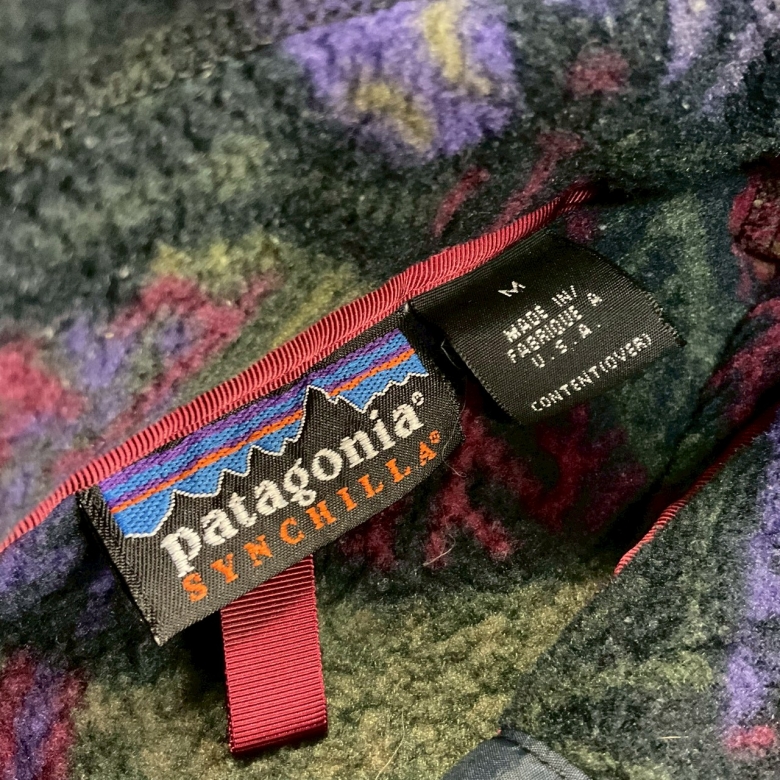 patagonia®
SYNCHILLA®
M
MADE IN/
FABRIQUE A
U.S.A.
CONTENT(OVER)